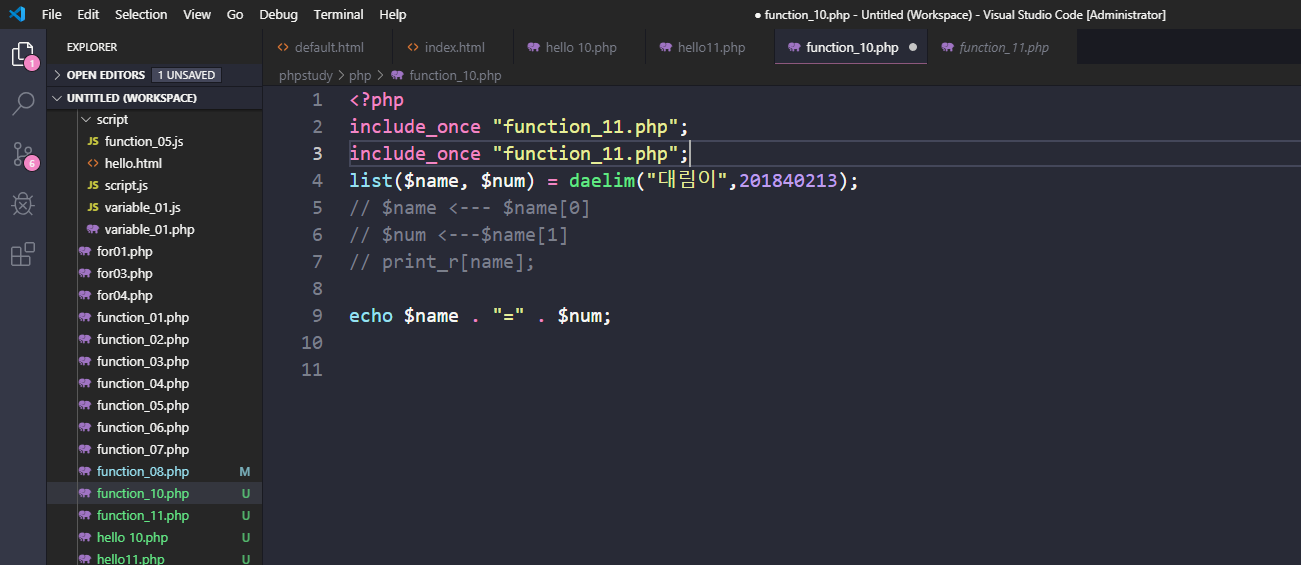 File Edit Selection View Go Debug Terminal Help
● function_10.php - Untitled (Workspace) - Visual Studio Code [Administrator]
EXPLORER
<> default.html
<> index.html
hello 10.php
hello11.php
function_10.php ●
function_11.php
1
6
OPEN EDITORS 1 UNSAVED
UNTITLED (WORKSPACE)
script
JS function_05.js
<> hello.html
JS script.js
JS variable_01.js
variable_01.php
for01.php
for03.php
for04.php
function_01.php
function_02.php
function_03.php
function_04.php
function_05.php
function_06.php
function_07.php
function_08.php M
function_10.php U
function_11.php U
hello 10.php U
hello11.php U
phpstudy > php > function_10.php
1 <?php
2 include_once "function_11.php";
3 include_once "function_11.php";
4 list($name, $num) = daelim("대림이",201840213);
5 // $name <--- $name[0]
6 // $num <---$name[1]
7 // print_r[name];
8
9 echo $name . "=" . $num;
10
11